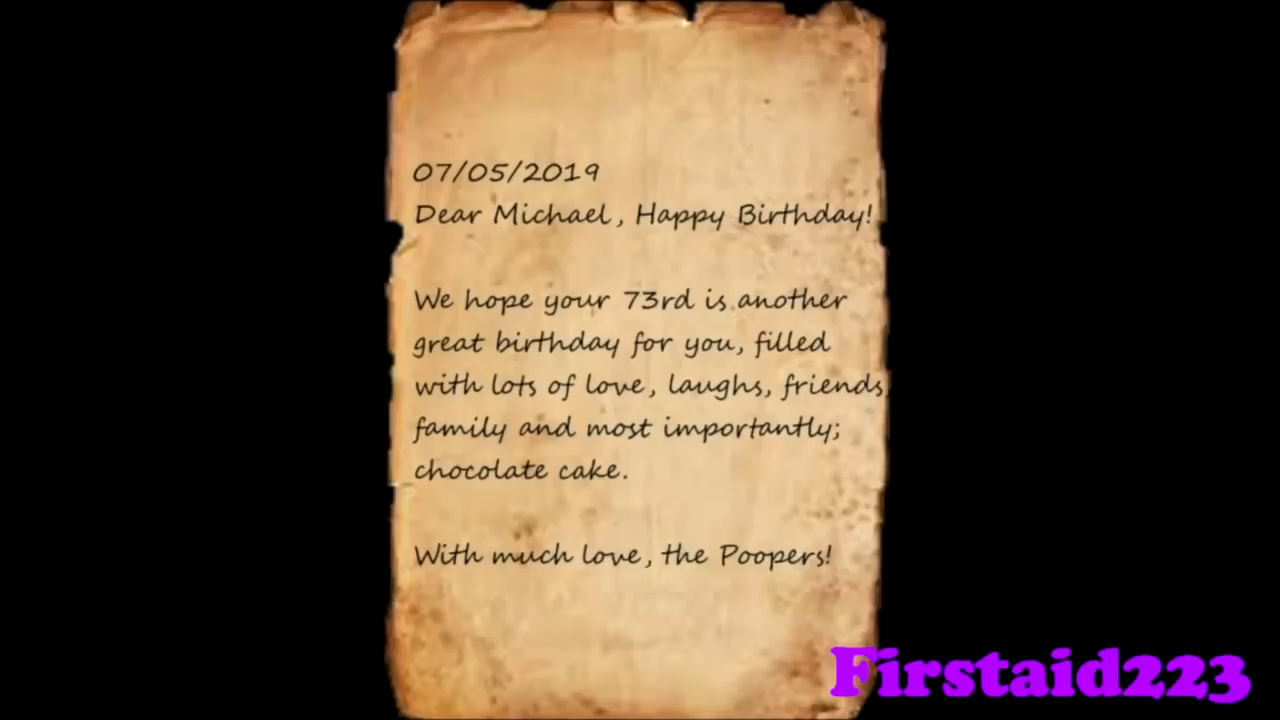 07/05/2019
Dear Michael, Happy Birthday!
We hope your 73rd is another
great birthday for you, filled
with lots of love, laughs, friends,
family and most importantly;
chocolate cake.
With much love, the Poopers!
Firstaid223